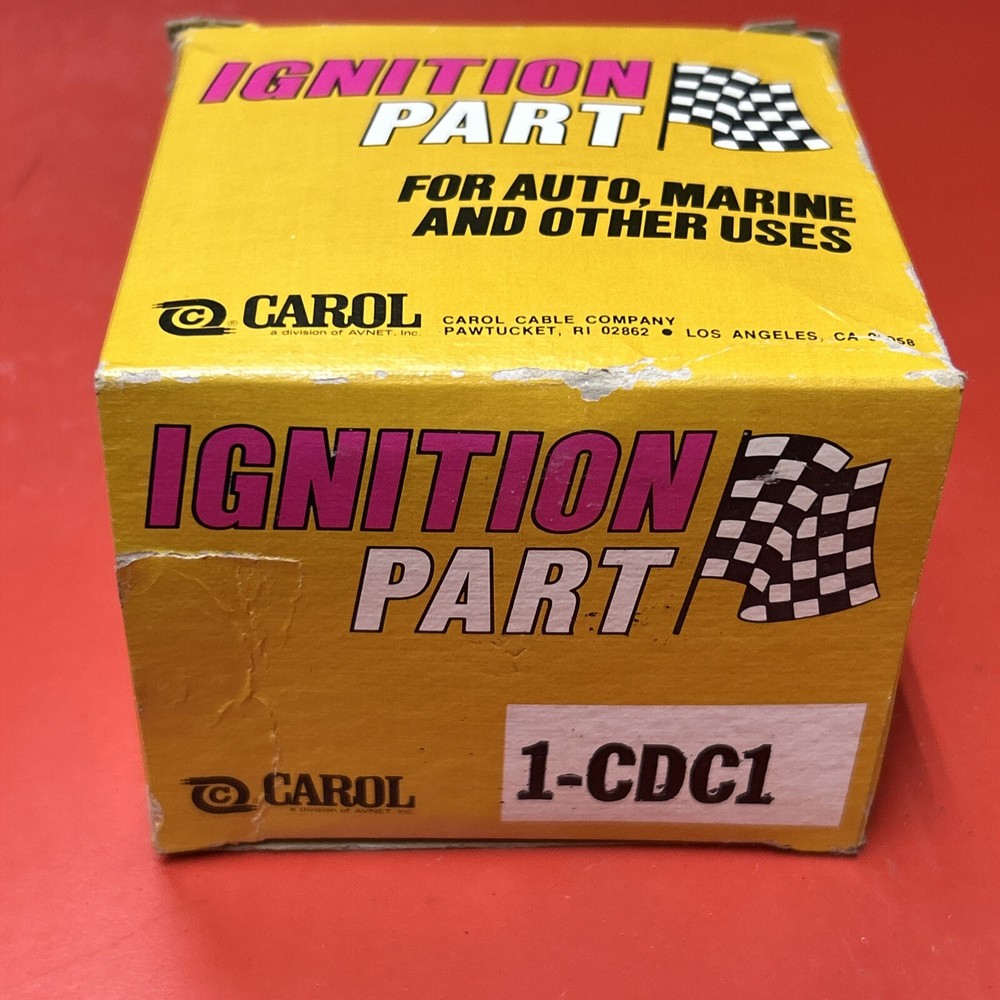 IGNITION
PART
FOR AUTO, MARINE
AND OTHER USES
© CAROL ®
a division of AVNET, Inc.
CAROL CABLE COMPANY
PAWTUCKET, RI 02862 ● LOS ANGELES, CA
IGNITION
PART
© CAROL
a division of AVNET, Inc.
1-CDC1